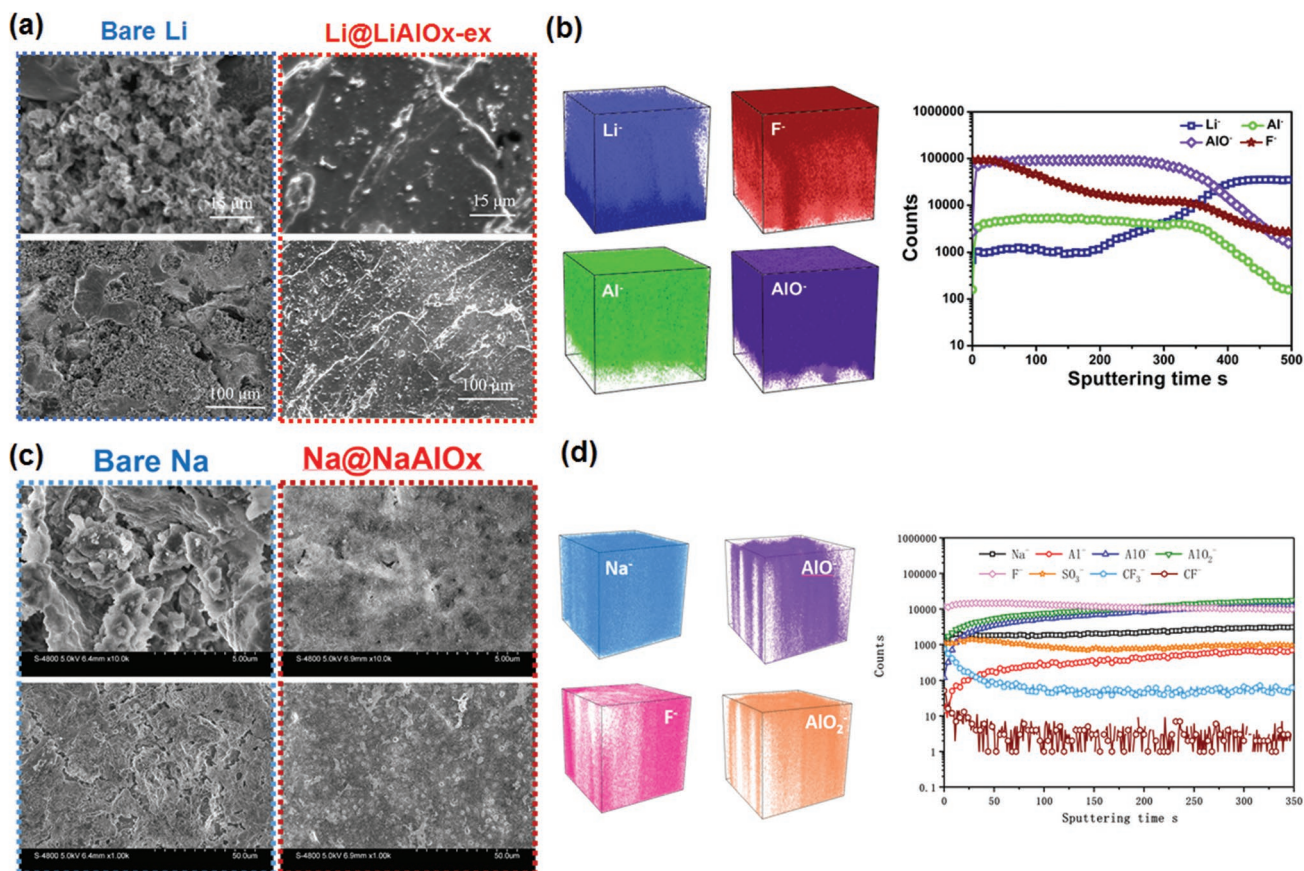 (a)
Bare Li
Li@LiAlOx-ex
15 μm
15 μm
100 μm
100 μm
(b)
Li⁻
F⁻
Al⁻
AlO⁻
Li⁻ Al⁻
AlO⁻ F⁻
1000000
100000
10000
1000
100
10
Counts
0 100 200 300 400 500
Sputtering time s
(c)
Bare Na
Na@NaAlOx
S-4800 5.0kV 6.4mm x10.0k 5.00um
S-4800 5.0kV 6.9mm x10.0k 5.00um
S-4800 5.0kV 6.4mm x1.00k 50.0um
S-4800 5.0kV 6.9mm x1.00k 50.0um
(d)
Na⁻
AlO⁻
F⁻
AlO₂⁻
Na⁻ Al⁻ AlO⁻ AlO₂⁻
F⁻ SO₃⁻ CF₃⁻ CF⁻
1000000
100000
10000
1000
100
10
1
0.1
Counts
0 50 100 150 200 250 300 350
Sputtering time s